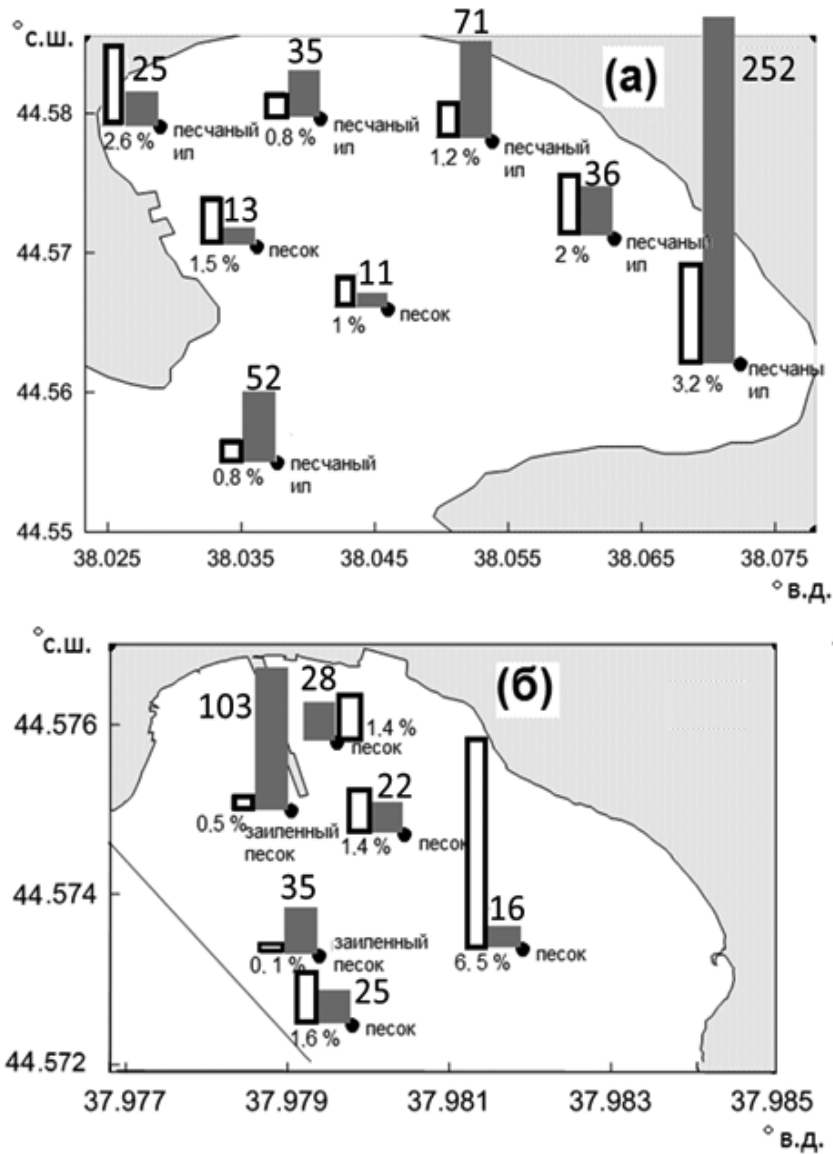 ° с.ш.
71
25
35
(а)
252
44.58
песчаный
ил
2.6 %
песчаный
ил
0.8 %
песчаный
ил
1,2 %
36
13
песчаный
ил
2 %
44.57
песок
1,5 %
11
песок
1 %
песчаны
ил
3,2 %
44.56
52
песчаный
ил
0.8 %
44.55
38.025
38.035
38.045
38.055
38.065
38.075
° в.д.
° с.ш.
(б)
28
103
44.576
1,4 %
песок
22
0.5 %
заиленный
песок
1,4 %
песок
44.574
35
16
заиленный
песок
0. 1 %
6. 5 %
песок
25
1.6 %
песок
44.572
37.977
37.979
37.981
37.983
37.985
° в.д.